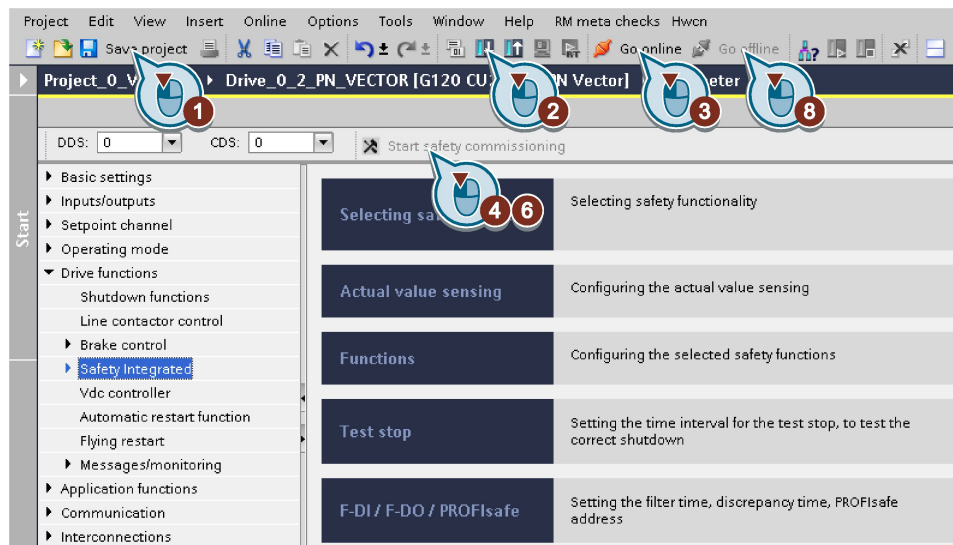 Project Edit View Insert Online Options Tools Window Help RM meta checks Hwcn
Save project Go online Go offline
Project_0_V Drive_0_2_PN_VECTOR [G120 CU PN Vector] eter
1 2 3 8
DDS: 0 CDS: 0 Start safety commissioning
4 6
Start
Basic settings
Inputs/outputs
Setpoint channel
Operating mode
Drive functions
Shutdown functions
Line contactor control
Brake control
Safety Integrated
Vdc controller
Automatic restart function
Flying restart
Messages/monitoring
Application functions
Communication
Interconnections
Selecting sa
Selecting safety functionality
Actual value sensing
Configuring the actual value sensing
Functions
Configuring the selected safety functions
Test stop
Setting the time interval for the test stop, to test the
correct shutdown
F-DI / F-DO / PROFIsafe
Setting the filter time, discrepancy time, PROFIsafe
address